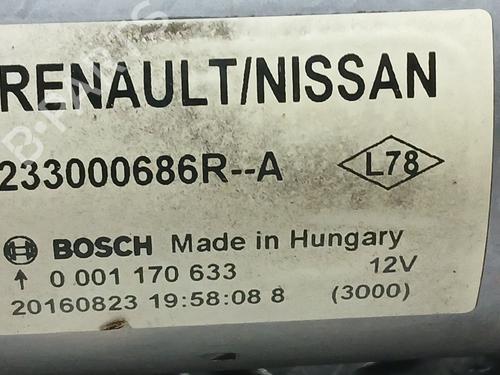 RENAULT/NISSAN
233000686R--A
L78
BOSCH Made in Hungary
0 001 170 633 12V
20160823 19:58:08 8 (3000)
B-PARTS